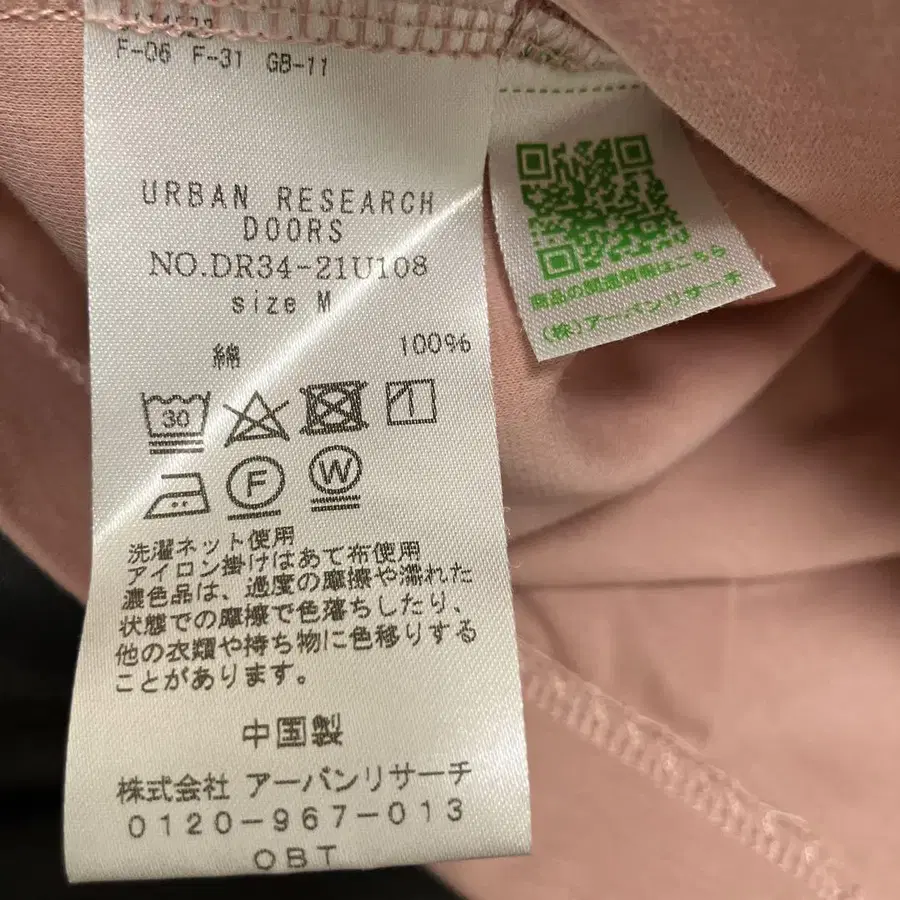 F-06 F-31 GB-11
URBAN RESEARCH
DOORS
NO.DR34-21U108
size M
綿 100%
30
F
W
洗濯ネット使用
アイロン掛けはあて布使用
濃色品は、過度の摩擦や濡れた
状態での摩擦で色落ちしたり、
他の衣類や持ち物に色移りする
ことがあります。
中国製
株式会社 アーバンリサーチ
0120-967-013
OBT
商品の関連情報はこちら
(株)アーバンリサーチ